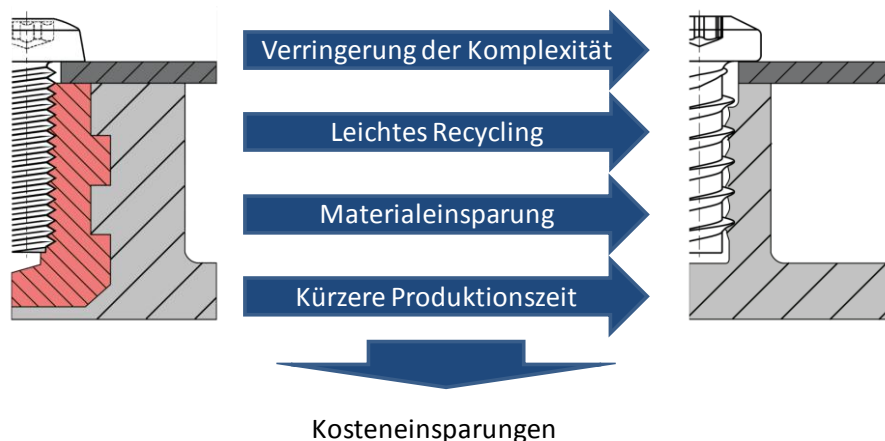 Verringerung der Komplexität
Leichtes Recycling
Materialeinsparung
Kürzere Produktionszeit
Kosteneinsparungen